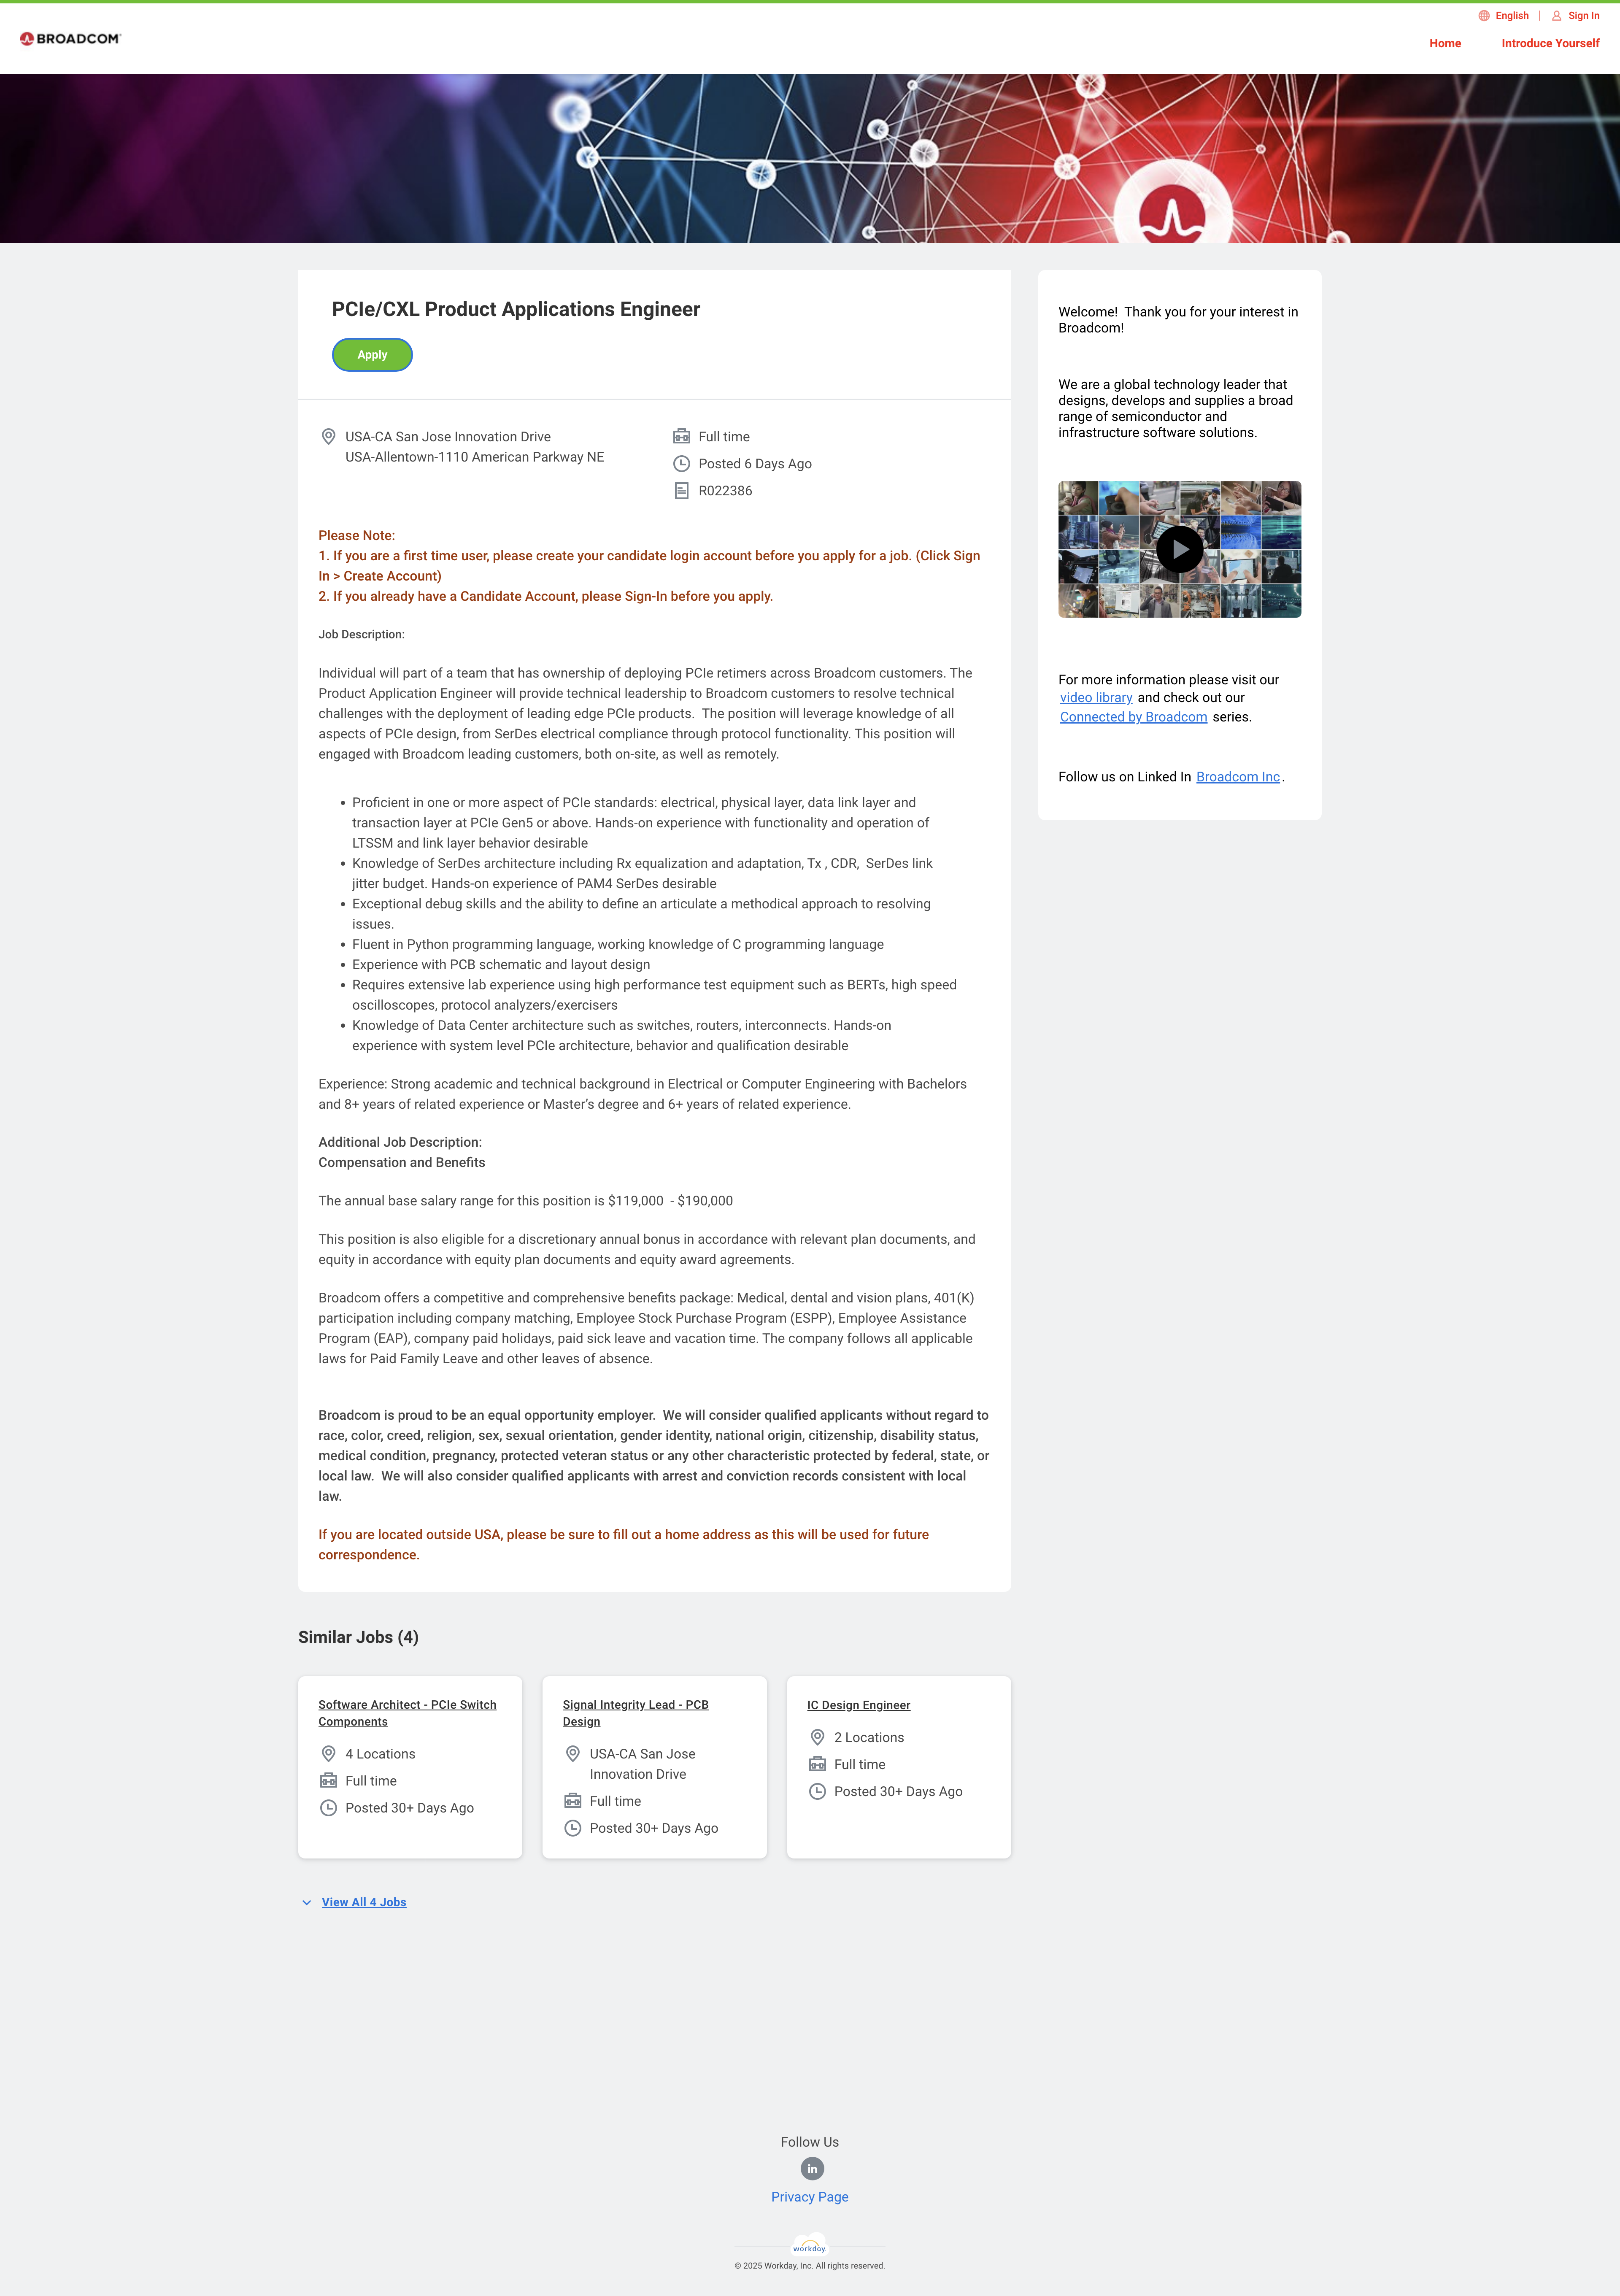 English
Sign In
BROADCOM
Home
Introduce Yourself
PCIe/CXL Product Applications Engineer
Apply
USA-CA San Jose Innovation Drive
USA-Allentown-1110 American Parkway NE
Full time
Posted 6 Days Ago
R022386
Please Note:
1. If you are a first time user, please create your candidate login account before you apply for a job. (Click Sign
In > Create Account)
2. If you already have a Candidate Account, please Sign-In before you apply.
Job Description:
Individual will part of a team that has ownership of deploying PCIe retimers across Broadcom customers. The
Product Application Engineer will provide technical leadership to Broadcom customers to resolve technical
challenges with the deployment of leading edge PCIe products.  The position will leverage knowledge of all
aspects of PCIe design, from SerDes electrical compliance through protocol functionality. This position will
engaged with Broadcom leading customers, both on-site, as well as remotely.
• Proficient in one or more aspect of PCIe standards: electrical, physical layer, data link layer and
transaction layer at PCIe Gen5 or above. Hands-on experience with functionality and operation of
LTSSM and link layer behavior desirable
• Knowledge of SerDes architecture including Rx equalization and adaptation, Tx , CDR,  SerDes link
jitter budget. Hands-on experience of PAM4 SerDes desirable
• Exceptional debug skills and the ability to define an articulate a methodical approach to resolving
issues.
• Fluent in Python programming language, working knowledge of C programming language
• Experience with PCB schematic and layout design
• Requires extensive lab experience using high performance test equipment such as BERTs, high speed
oscilloscopes, protocol analyzers/exercisers
• Knowledge of Data Center architecture such as switches, routers, interconnects. Hands-on
experience with system level PCIe architecture, behavior and qualification desirable
Experience: Strong academic and technical background in Electrical or Computer Engineering with Bachelors
and 8+ years of related experience or Master’s degree and 6+ years of related experience.
Additional Job Description:
Compensation and Benefits
The annual base salary range for this position is $119,000  - $190,000
This position is also eligible for a discretionary annual bonus in accordance with relevant plan documents, and
equity in accordance with equity plan documents and equity award agreements.
Broadcom offers a competitive and comprehensive benefits package: Medical, dental and vision plans, 401(K)
participation including company matching, Employee Stock Purchase Program (ESPP), Employee Assistance
Program (EAP), company paid holidays, paid sick leave and vacation time. The company follows all applicable
laws for Paid Family Leave and other leaves of absence.
Broadcom is proud to be an equal opportunity employer.  We will consider qualified applicants without regard to
race, color, creed, religion, sex, sexual orientation, gender identity, national origin, citizenship, disability status,
medical condition, pregnancy, protected veteran status or any other characteristic protected by federal, state, or
local law.  We will also consider qualified applicants with arrest and conviction records consistent with local
law.
If you are located outside USA, please be sure to fill out a home address as this will be used for future
correspondence.
Welcome!  Thank you for your interest in
Broadcom!
We are a global technology leader that
designs, develops and supplies a broad
range of semiconductor and
infrastructure software solutions.
For more information please visit our
video library and check out our
Connected by Broadcom series.
Follow us on Linked In Broadcom Inc.
Similar Jobs (4)
Software Architect - PCIe Switch
Components
4 Locations
Full time
Posted 30+ Days Ago
Signal Integrity Lead - PCB
Design
USA-CA San Jose
Innovation Drive
Full time
Posted 30+ Days Ago
IC Design Engineer
2 Locations
Full time
Posted 30+ Days Ago
View All 4 Jobs
Follow Us
in
Privacy Page
workday
© 2025 Workday, Inc. All rights reserved.